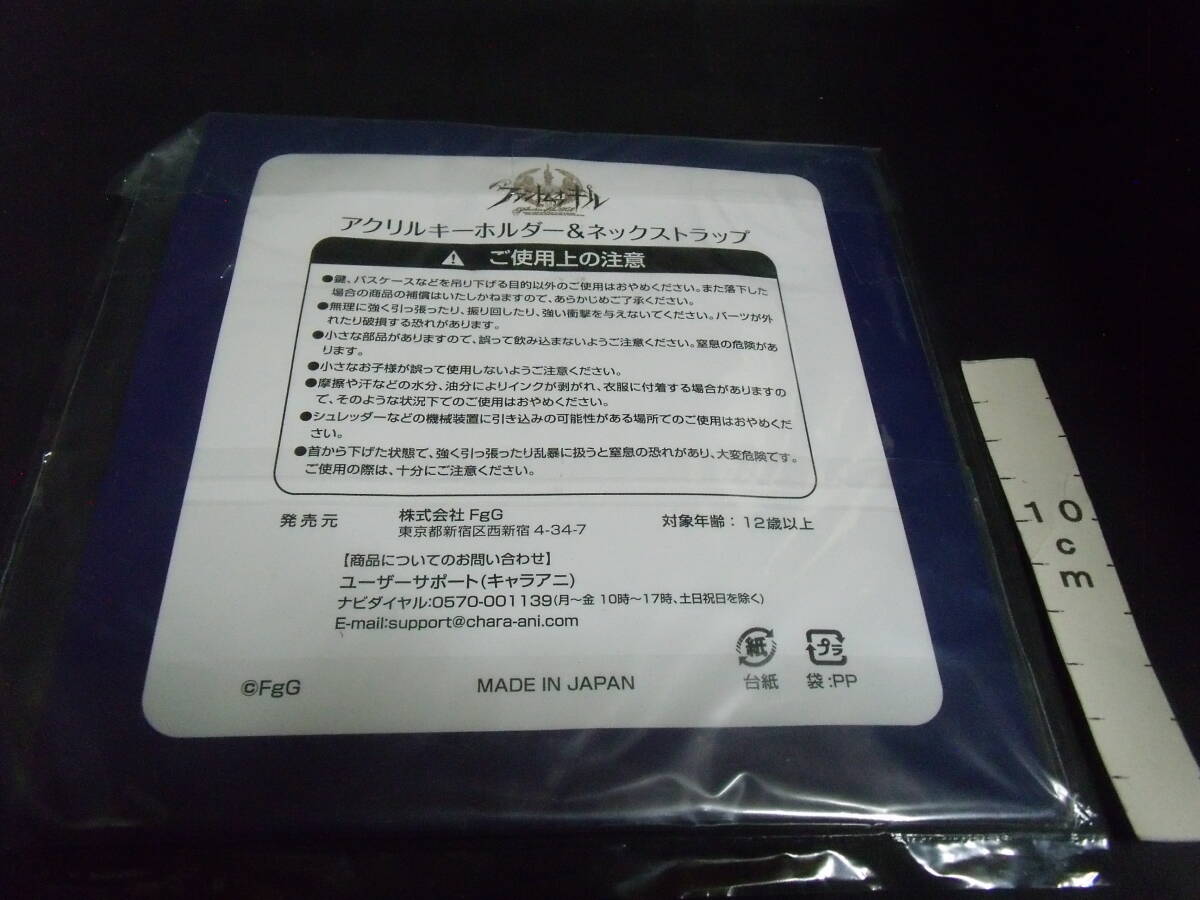 ファントムオブキル
アクリルキーホルダー＆ネックストラップ
ご使用上の注意
●鍵、パスケースなどを吊り下げる目的以外のご使用はおやめください。また落下した
場合の商品の補償はいたしかねますので、あらかじめご了承ください。
●無理に強く引っ張ったり、振り回したり、強い衝撃を与えないでください。パーツが外
れたり破損する恐れがあります。
●小さな部品がありますので、誤って飲み込まないようご注意ください。窒息の危険があ
ります。
●小さなお子様が誤って使用しないようご注意ください。
●摩擦や汗などの水分、油分によりインクが剥がれ、衣服に付着する場合がありますの
で、そのような状況下でのご使用はおやめください。
●シュレッダーなどの機械装置に引き込みの可能性がある場所でのご使用はおやめくだ
さい。
●首から下げた状態で、強く引っ張ったり乱暴に扱うと窒息の恐れがあり、大変危険です。
ご使用の際は、十分にご注意ください。
発売元 株式会社 FgG 対象年齢：12歳以上
東京都新宿区西新宿 4-34-7
【商品についてのお問い合わせ】
ユーザーサポート(キャラアニ)
ナビダイヤル:0570-001139(月～金 10時～17時、土日祝日を除く)
E-mail:support@chara-ani.com
紙 プラ
台紙 袋:PP
©FgG MADE IN JAPAN
10cm